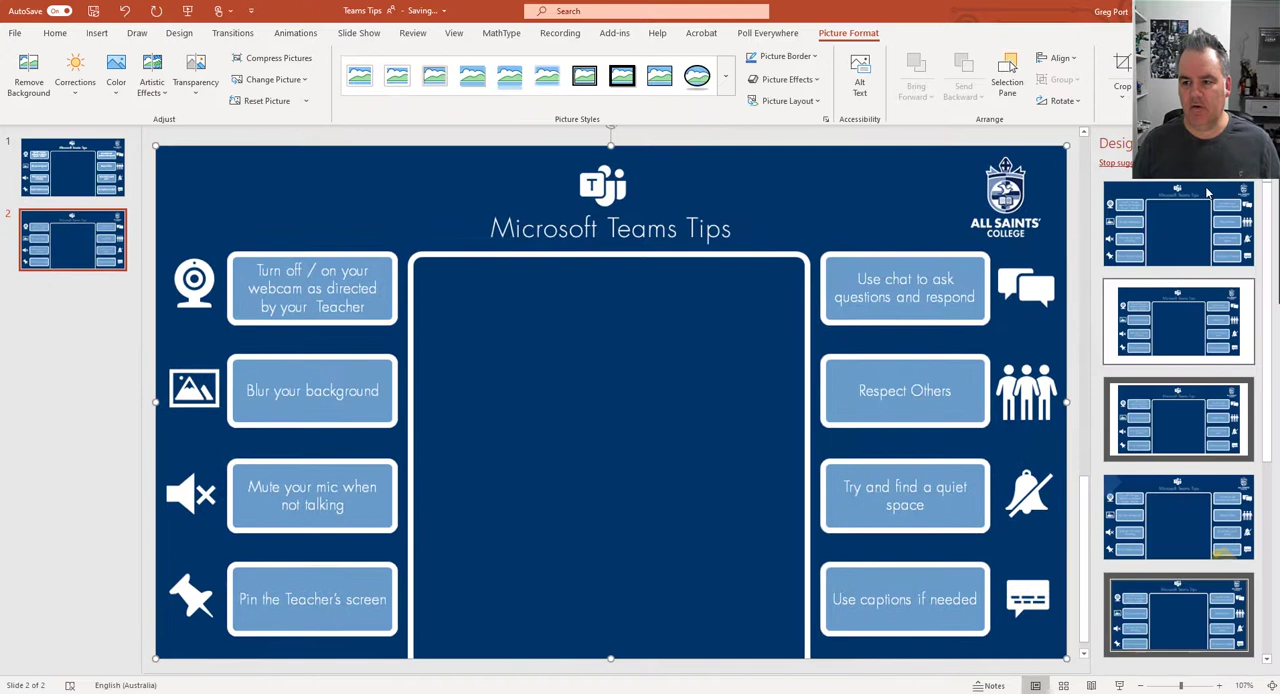 AutoSave On
Teams Tips
Saving...
Search
Greg Port
File Home Insert Draw Design Transitions Animations Slide Show Review View MathType Recording Add-ins Help Acrobat Poll Everywhere Picture Format
Remove
Background
Corrections
Color
Artistic
Effects
Transparency
Compress Pictures
Change Picture
Reset Picture
Adjust
Picture Styles
Picture Border
Picture Effects
Picture Layout
Alt
Text
Accessibility
Bring
Forward
Send
Backward
Selection
Pane
Align
Group
Rotate
Arrange
Crop
1
2
Microsoft Teams Tips
ALL SAINTS'
COLLEGE
Turn off / on your
webcam as directed
by your Teacher
Blur your background
Mute your mic when
not talking
Pin the Teacher's screen
Use chat to ask
questions and respond
Respect Others
Try and find a quiet
space
Use captions if needed
Slide 2 of 2
English (Australia)
Notes
107%